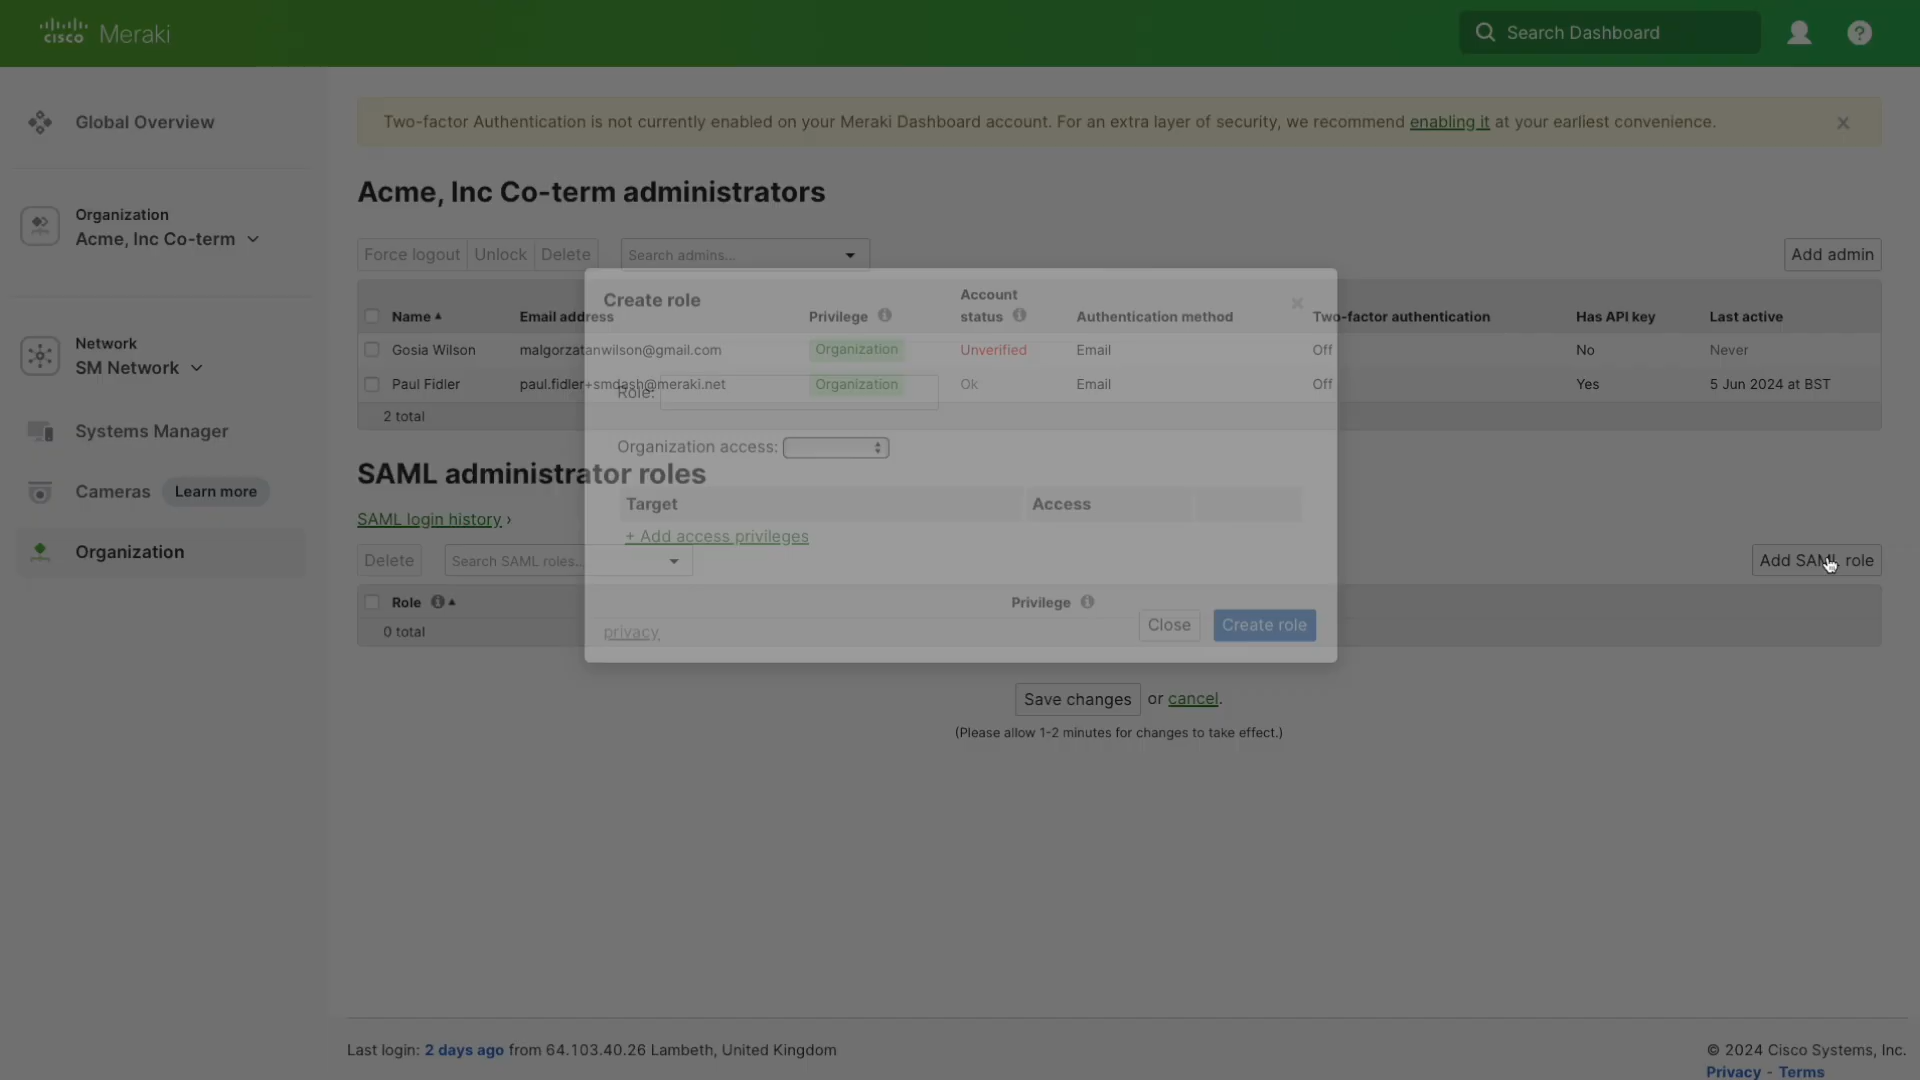 CISCO Meraki
Search Dashboard
?
Global Overview
Two-factor Authentication is not currently enabled on your Meraki Dashboard account. For an extra layer of security, we recommend enabling it at your earliest convenience.
Organization
Acme, Inc Co-term
Network
SM Network
Systems Manager
Cameras Learn more
Organization
Acme, Inc Co-term administrators
Force logout Unlock Delete Search admins... Add admin
Name Email address Privilege Account status Authentication method Two-factor authentication Has API key Last active
Gosia Wilson malgorzatanwilson@gmail.com Organization Unverified Email Off No Never
Paul Fidler paul.fidler+smdash@meraki.net Organization Ok Email Off Yes 5 Jun 2024 at BST
2 total
SAML administrator roles
SAML login history ›
Delete Search SAML roles... Add SAML role
Role Privilege
0 total
Create role ×
Role:
Organization access:
Target Access
+ Add access privileges
privacy Close Create role
Save changes or cancel.
(Please allow 1-2 minutes for changes to take effect.)
Last login: 2 days ago from 64.103.40.26 Lambeth, United Kingdom
© 2024 Cisco Systems, Inc.
Privacy - Terms